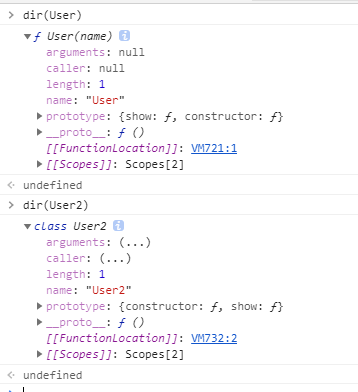 > dir(User)
▼ƒ User(name) i
arguments: null
caller: null
length: 1
name: "User"
▶prototype: {show: ƒ, constructor: ƒ}
▶__proto__: ƒ ()
[[FunctionLocation]]: VM721:1
▶[[Scopes]]: Scopes[2]
undefined
> dir(User2)
▼class User2 i
arguments: (...)
caller: (...)
length: 1
name: "User2"
▶prototype: {constructor: ƒ, show: ƒ}
▶__proto__: ƒ ()
[[FunctionLocation]]: VM732:2
▶[[Scopes]]: Scopes[2]
undefined